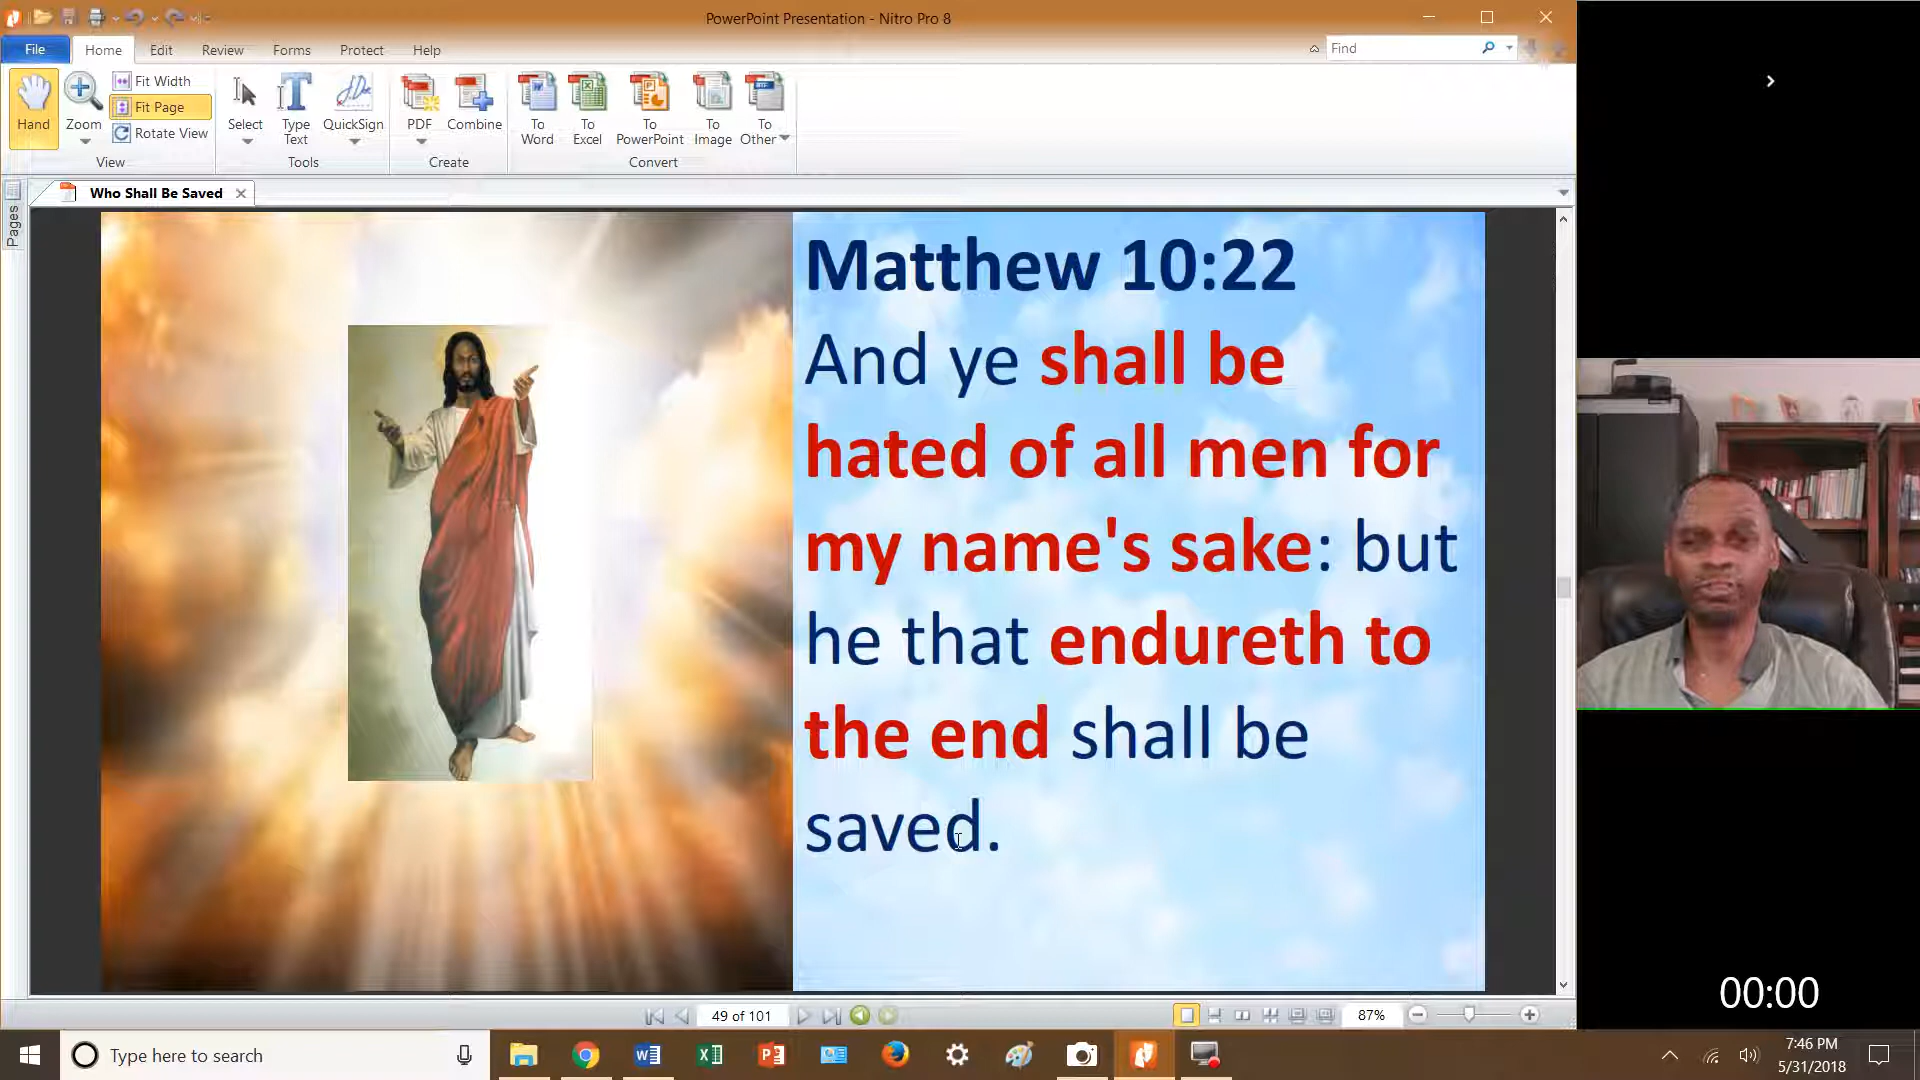 PowerPoint Presentation - Nitro Pro 8
File Home Edit Review Forms Protect Help
Find
Hand
Zoom
Fit Width
Fit Page
Rotate View
View
Select
Type Text
QuickSign
Tools
PDF
Combine
Create
To Word
To Excel
To PowerPoint
To Image
To Other
Convert
Who Shall Be Saved
Pages
Matthew 10:22
And ye shall be
hated of all men for
my name's sake: but
he that endureth to
the end shall be
saved.
00:00
49 of 101
87%
Type here to search
7:46 PM
5/31/2018